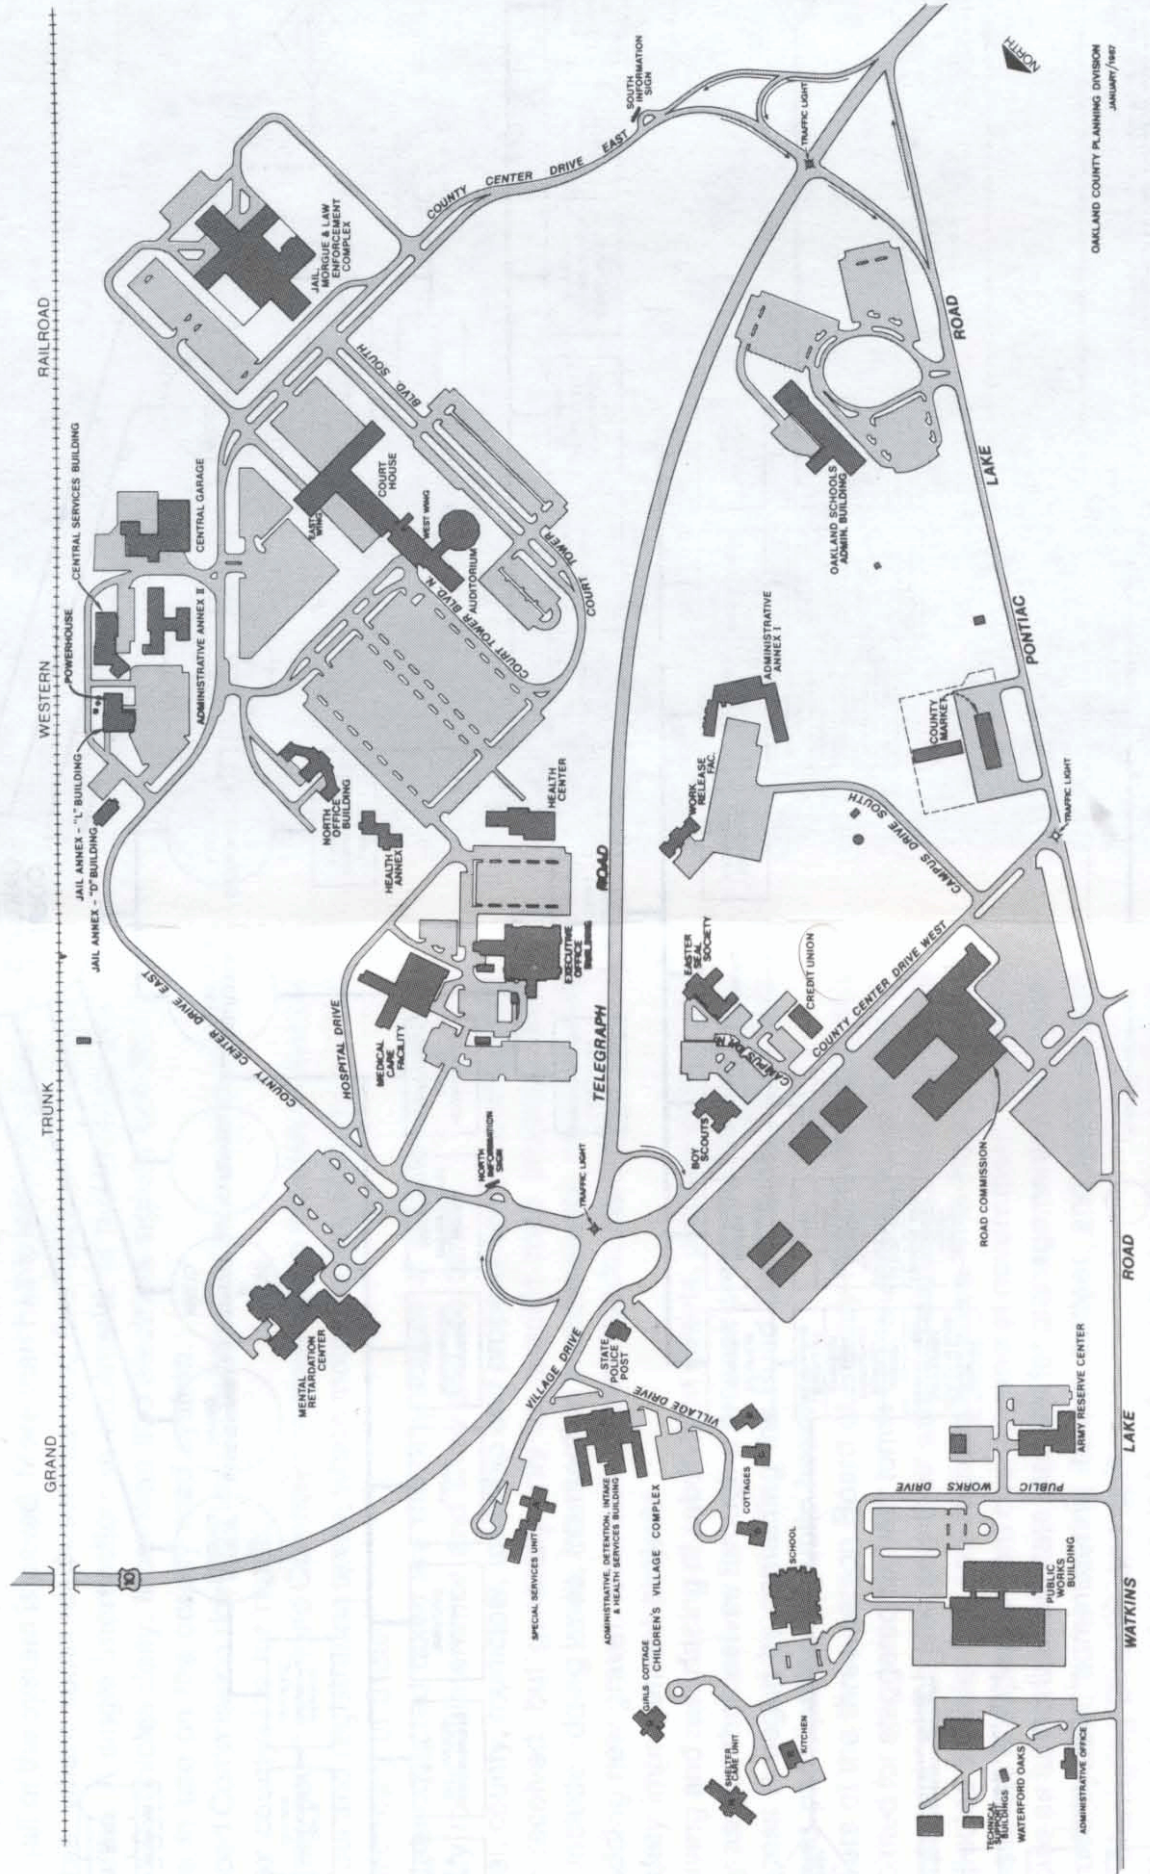 GRAND
TRUNK
WESTERN
RAILROAD
10
JAIL,
MORGUE & LAW
ENFORCEMENT
COMPLEX
COUNTY CENTER DRIVE EAST
SOUTH
INFORMATION
SIGN
TRAFFIC LIGHT
NORTH
OAKLAND COUNTY PLANNING DIVISION
JANUARY/1987
CENTRAL SERVICES BUILDING
CENTRAL GARAGE
POWERHOUSE
ADMINISTRATIVE ANNEX II
JAIL ANNEX - "L" BUILDING
JAIL ANNEX - "D" BUILDING
EAST
WING
COURT
HOUSE
WEST WING
AUDITORIUM
BLVD. SOUTH
COURT TOWER
COURT TOWER BLVD N.
NORTH
OFFICE
BUILDING
HEALTH
ANNEX
HEALTH
CENTER
EXECUTIVE
OFFICE
BUILDING
MEDICAL
CARE
FACILITY
HOSPITAL DRIVE
COUNTY CENTER DRIVE EAST
NORTH
INFORMATION
SIGN
TRAFFIC LIGHT
TELEGRAPH ROAD
MENTAL
RETARDATION
CENTER
OAKLAND SCHOOLS
ADMIN. BUILDING
PONTIAC LAKE ROAD
ADMINISTRATIVE
ANNEX I
WORK
RELEASE
FAC.
COUNTY
MARKET
TRAFFIC LIGHT
CAMPUS DRIVE SOUTH
EASTER
SEAL
SOCIETY
CREDIT UNION
COUNTY CENTER DRIVE WEST
CAMPUS DR. N.
BOY
SCOUTS
ROAD COMMISSION
VILLAGE DRIVE
STATE
POLICE
POST
VILLAGE DRIVE
SPECIAL SERVICES UNIT
ADMINISTRATIVE, DETENTION, INTAKE
& HEALTH SERVICES BUILDING
CHILDREN'S VILLAGE COMPLEX
COTTAGES
SCHOOL
GIRLS COTTAGE
SHELTER
CARE UNIT
KITCHEN
ARMY RESERVE CENTER
PUBLIC WORKS DRIVE
PUBLIC
WORKS
BUILDING
TECHNICAL
SUPPORT
BUILDINGS
WATERFORD OAKS
ADMINISTRATIVE OFFICE
WATKINS LAKE ROAD